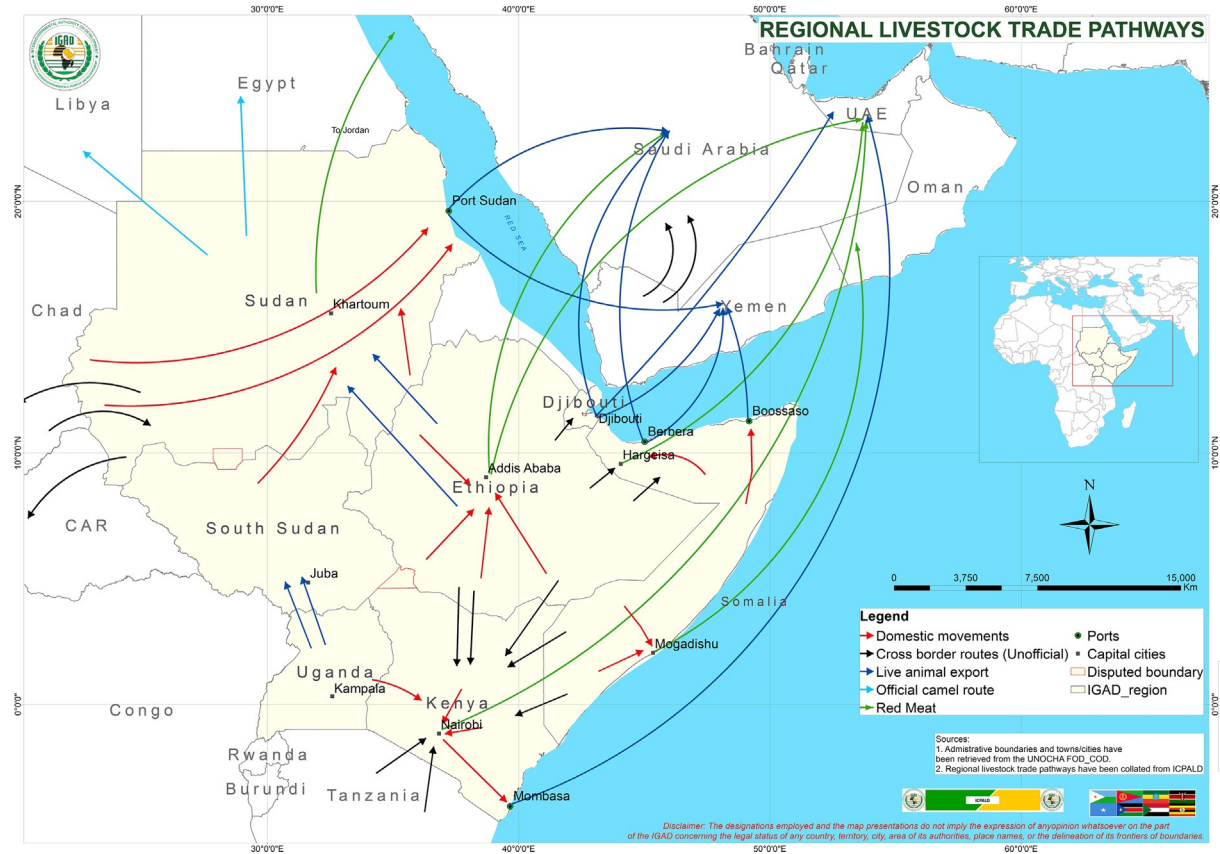 REGIONAL LIVESTOCK TRADE PATHWAYS
30°0'0"E 40°0'0"E
IGAD
Bahrain
Qatar
Egypt
Libya
UAE
To Jordan
Saudi Arabia
Oman
20°0'0"N 20°0'0"N
Port Sudan
RED SEA
Sudan
Khartoum
Chad
Yemen
Djibouti
Djibouti
Boossaso
Berbera
10°0'0"N 10°0'0"N
Hargeisa
Addis Ababa
Ethiopia
N
CAR
South Sudan
Juba
0 3,750 7,500 15,000
Km
Somalia
Mogadishu
Uganda
Kampala
Kenya
Nairobi
Congo
0°0'0" 0°0'0"
Rwanda
Burundi
Tanzania
Mombasa
Legend
Domestic movements
Cross border routes (Unofficial)
Live animal export
Official camel route
Red Meat
Ports
Capital cities
Disputed boundary
IGAD_region
Sources:
1. Admistrative boundaries and towns/cities have
been retrieved from the UNOCHA FOD_COD.
2. Regional livestock trade pathways have been collated from ICPALD
ICPALD
Disclaimer: The designations employed and the map presentations do not imply the expression of anyopinion whatsoever on the part
of the IGAD concerning the legal status of any country, territory, city, area of its authorities, place names, or the delineation of its frontiers of boundaries.
30°0'0"E 40°0'0"E 50°0'0"E 60°0'0"E